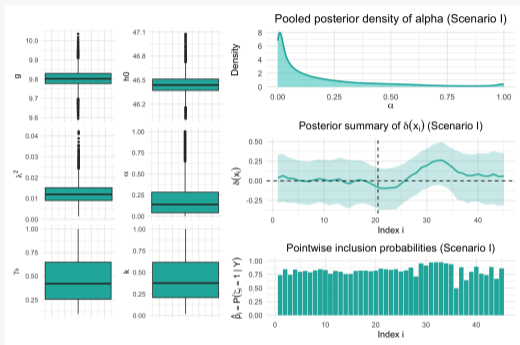 g
10.0
9.9
9.8
9.7
9.6
h0
47.1
46.8
46.5
46.2
λ²
0.04
0.03
0.02
0.01
0.00
α
1.00
0.75
0.50
0.25
0.00
1.00
0.75
0.50
0.25
k
1.00
0.75
0.50
0.25
0.00
Pooled posterior density of alpha (Scenario I)
Density
8
6
4
2
0
0.00 0.25 0.50 0.75 1.00
α
Posterior summary of δ(xᵢ) (Scenario I)
δ(xᵢ)
0.50
0.25
0.00
-0.25
0 10 20 30 40
Index i
Pointwise inclusion probabilities (Scenario I)
p̂ᵢ = P(ζᵢ = 1 | Y)
1.00
0.75
0.50
0.25
0.00
0 10 20 30 40
Index i